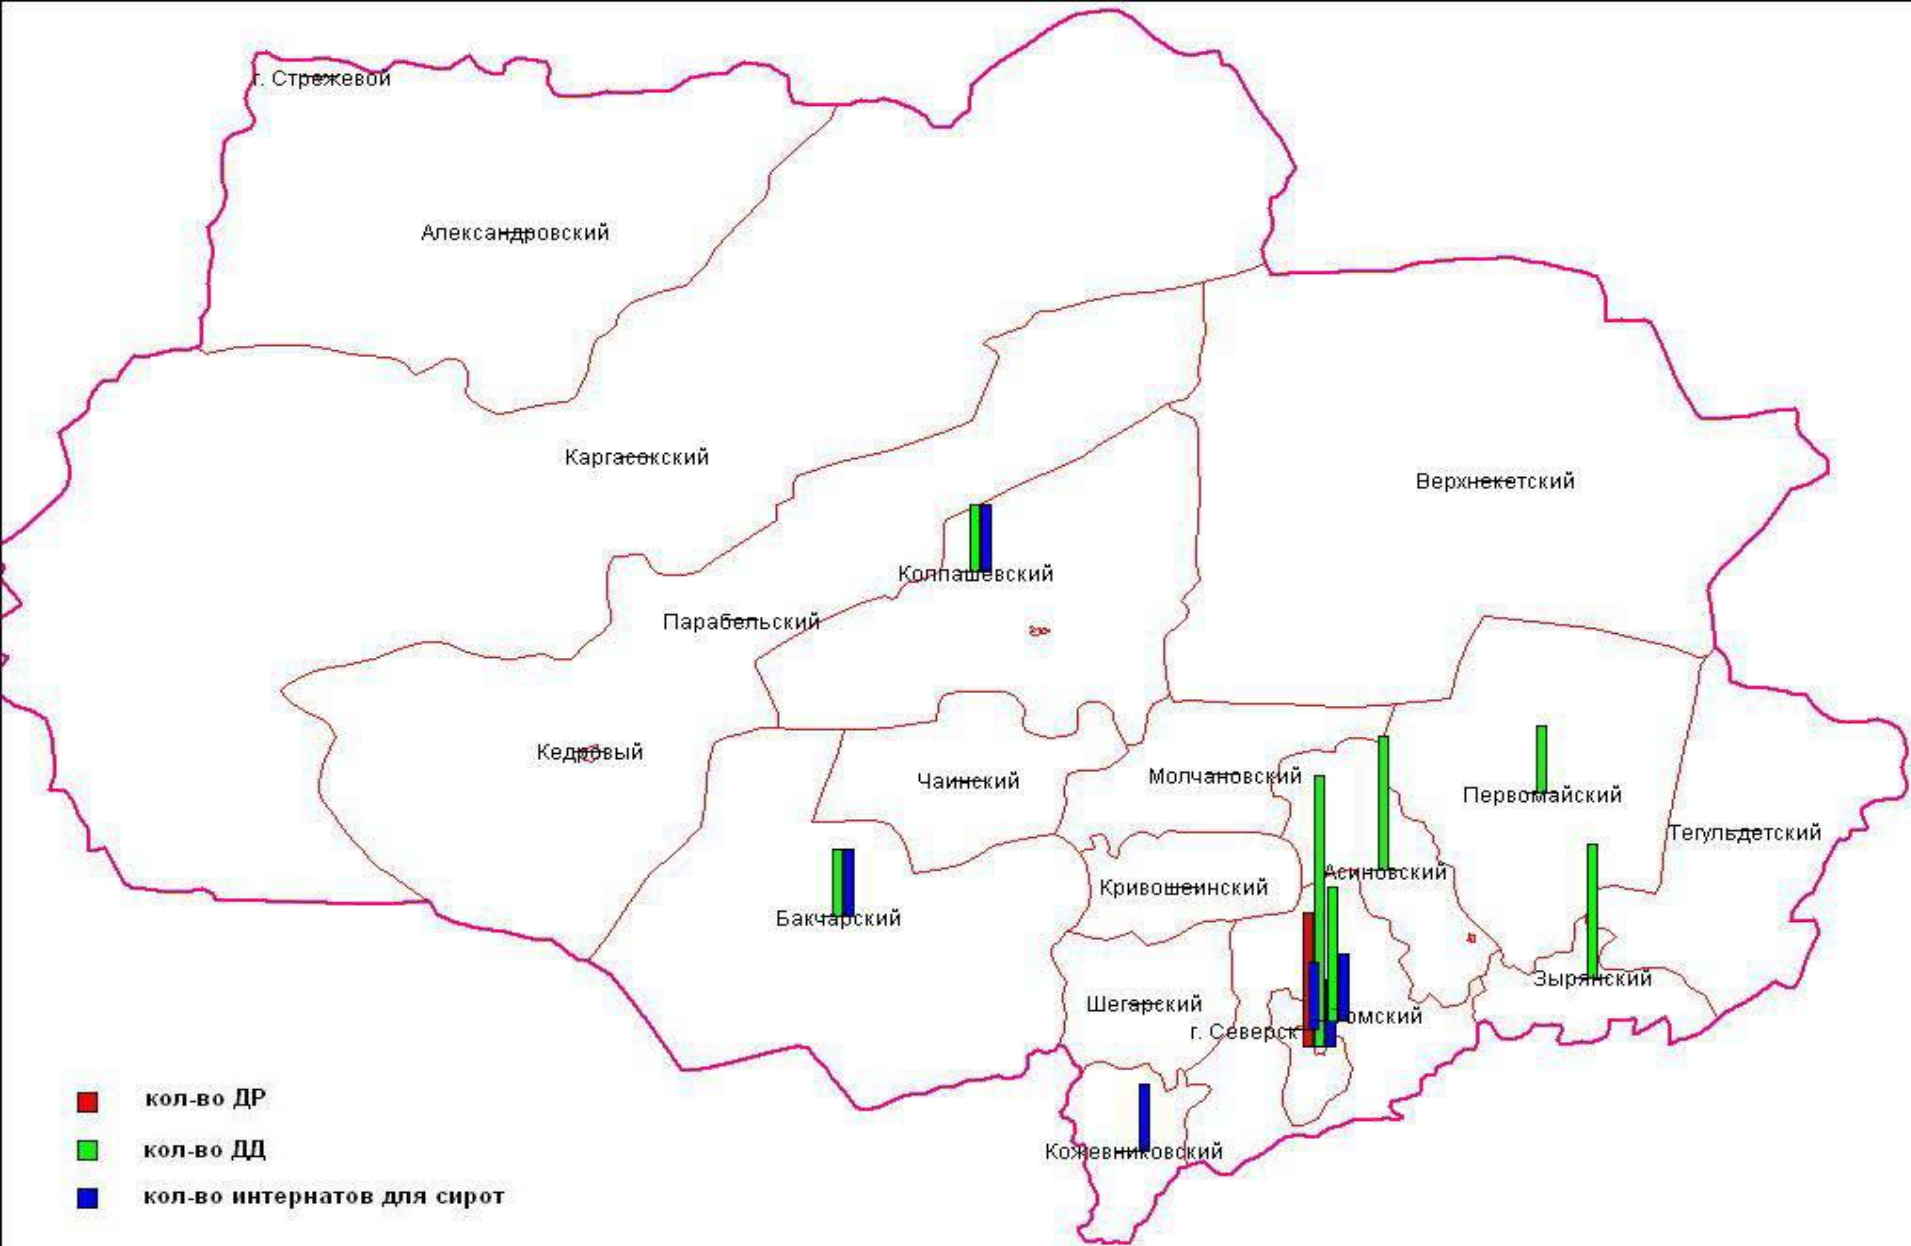 г. Стрежевой
Александровский
Каргасокский
Верхнекетский
Колпашевский
Парабельский
Кедровый
Чаинский
Молчановский
Первомайский
Тегульдетский
Асиновский
Кривошеинский
Бакчарский
Зырянский
Шегарский
г. Северск
омский
Кожевниковский
кол-во ДР
кол-во ДД
кол-во интернатов для сирот